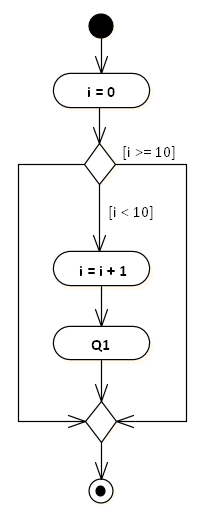 i = 0
[i >= 10]
[i < 10]
i = i + 1
Q1